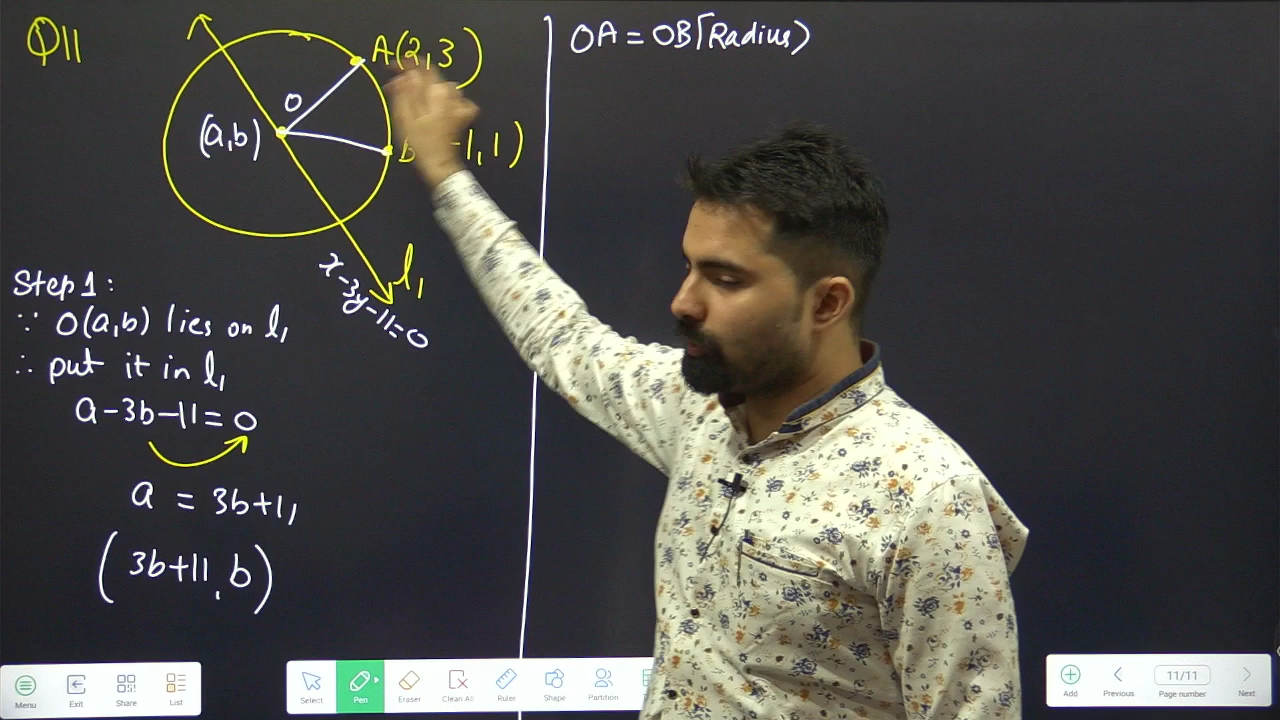 Q11
A(2,3)
O
(a,b)
-1,1)
l₁
x-3y-11=0
Step 1:
∵ O(a,b) lies on l₁
∴ put it in l₁
a-3b-11=0
a = 3b+11
(3b+11,b)
OA = OB(Radius)
Menu
Exit
Share
List
Select
Pen
Eraser
Clean All
Ruler
Shape
Partition
Add
Previous
11/11
Page number
Next